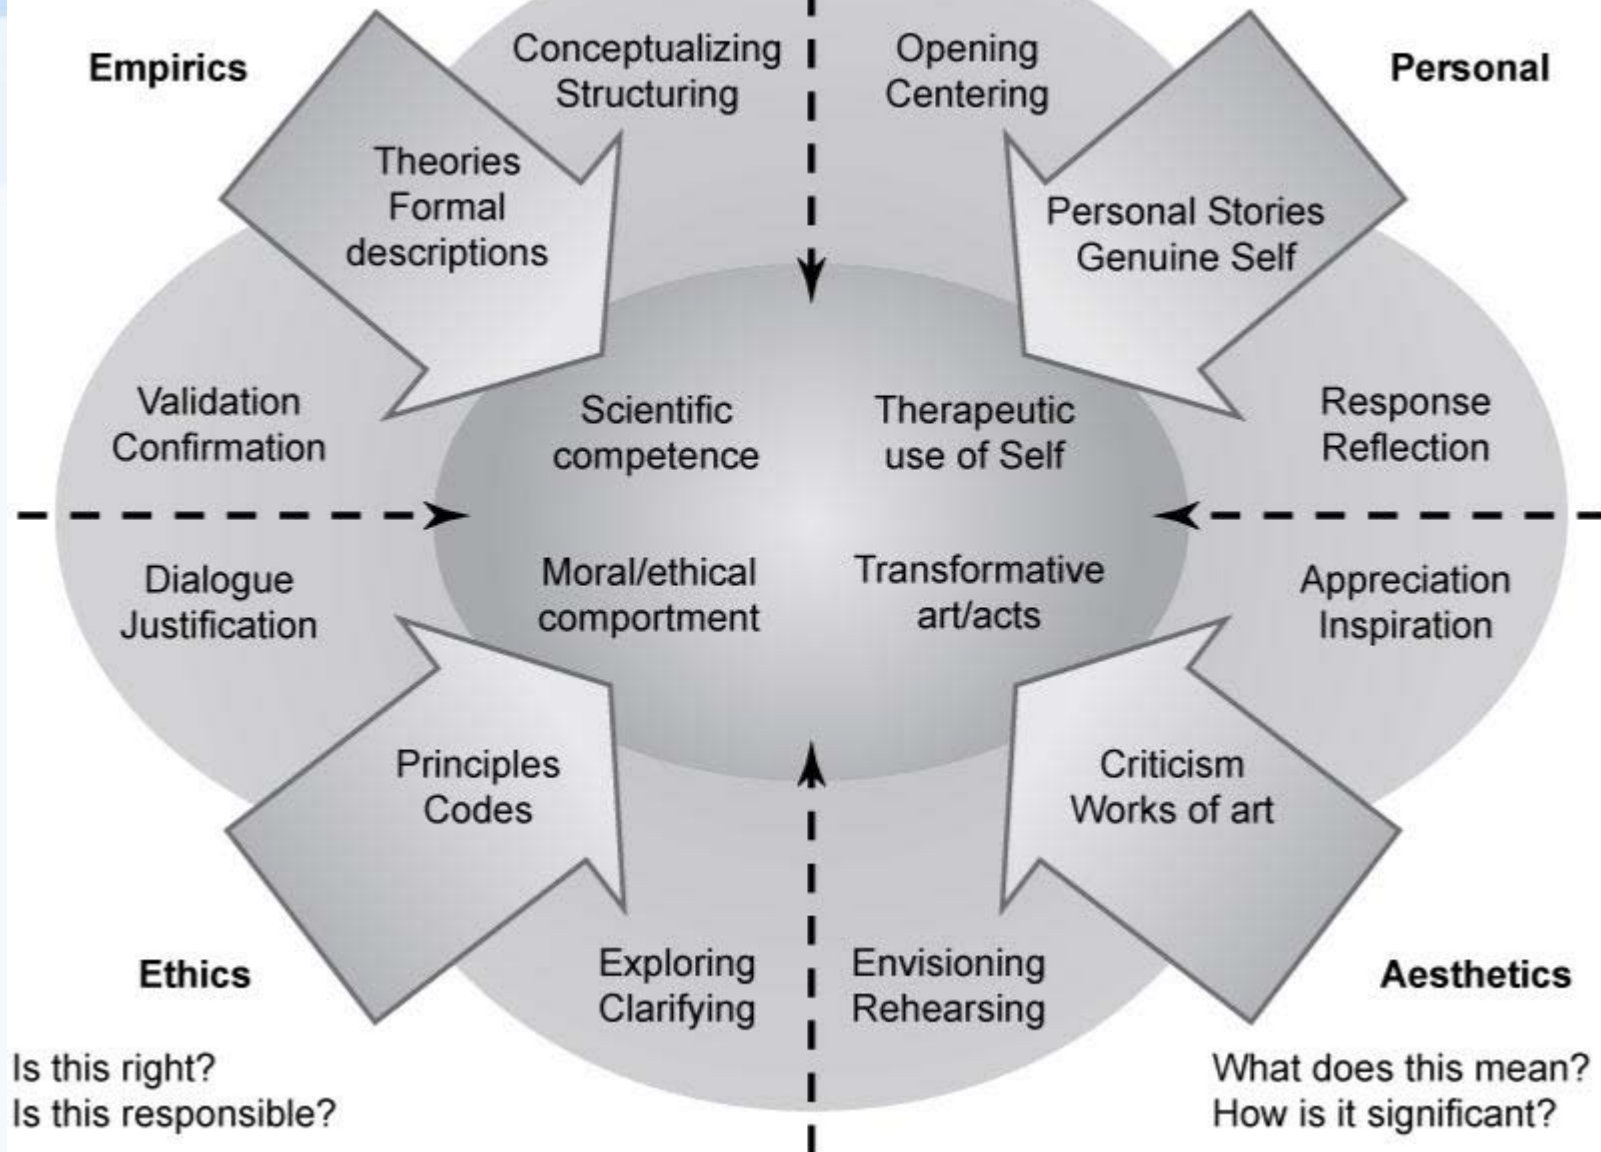 Empirics
Conceptualizing
Structuring
Opening
Centering
Personal
Theories
Formal
descriptions
Personal Stories
Genuine Self
Validation
Confirmation
Scientific
competence
Therapeutic
use of Self
Response
Reflection
Dialogue
Justification
Moral/ethical
comportment
Transformative
art/acts
Appreciation
Inspiration
Principles
Codes
Criticism
Works of art
Ethics
Exploring
Clarifying
Envisioning
Rehearsing
Aesthetics
Is this right?
Is this responsible?
What does this mean?
How is it significant?